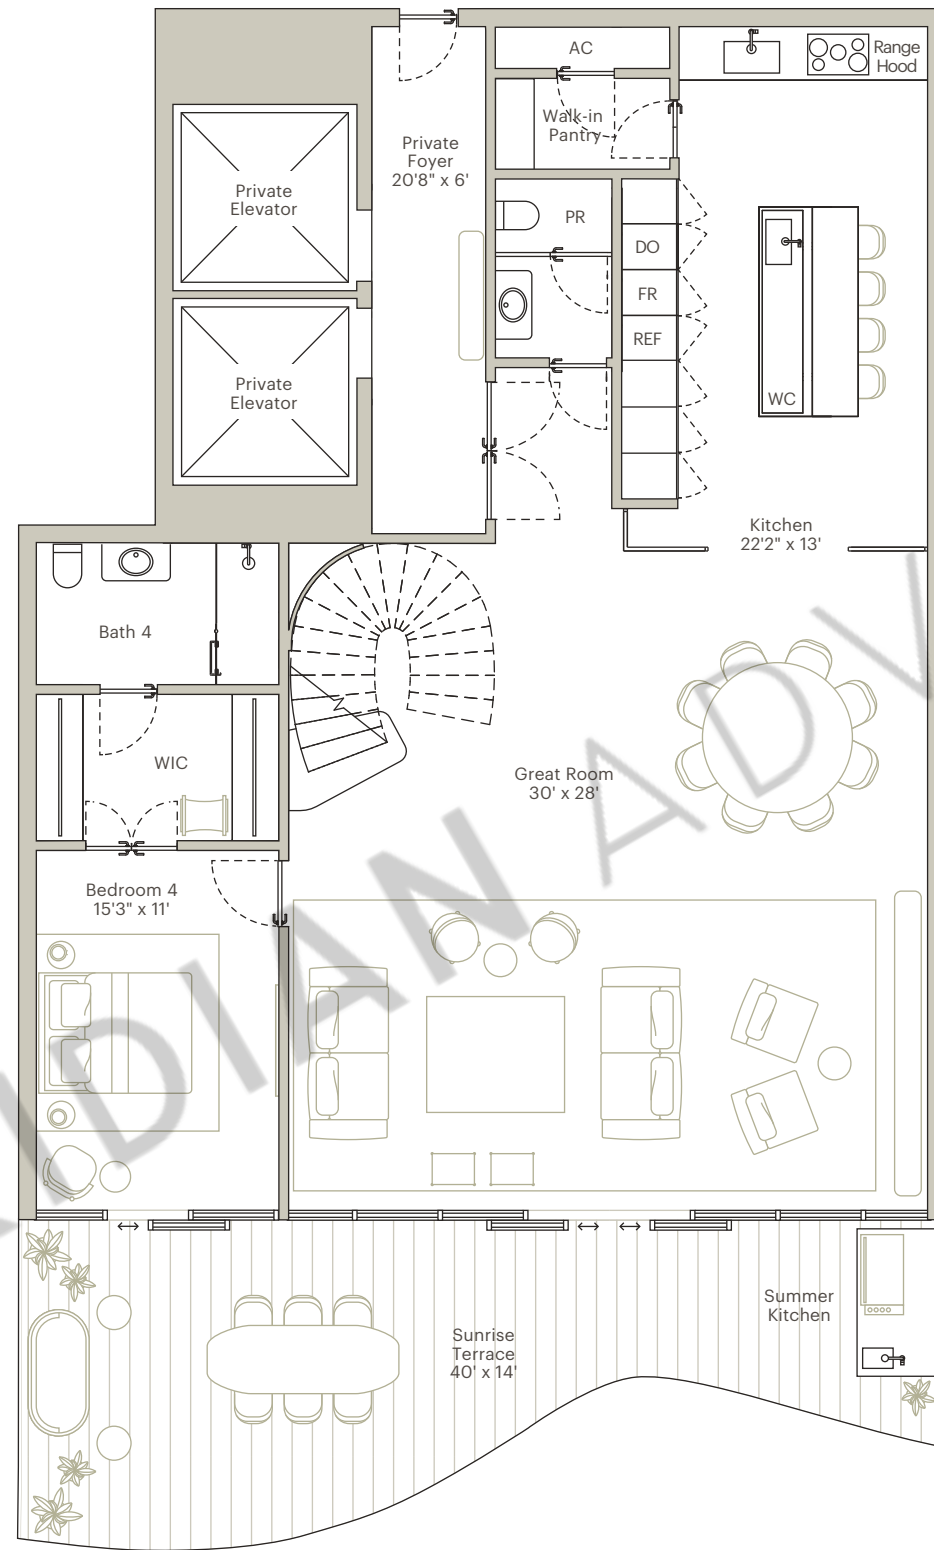 AC
Range
Hood
Walk-in
Pantry
Private
Foyer
20'8" x 6'
Private
Elevator
PR
DO
FR
REF
Private
Elevator
WC
Kitchen
22'2" x 13'
Bath 4
WIC
Great Room
30' x 28'
Bedroom 4
15'3" x 11'
Summer
Kitchen
Sunrise
Terrace
40' x 14'
IDIAN ADV